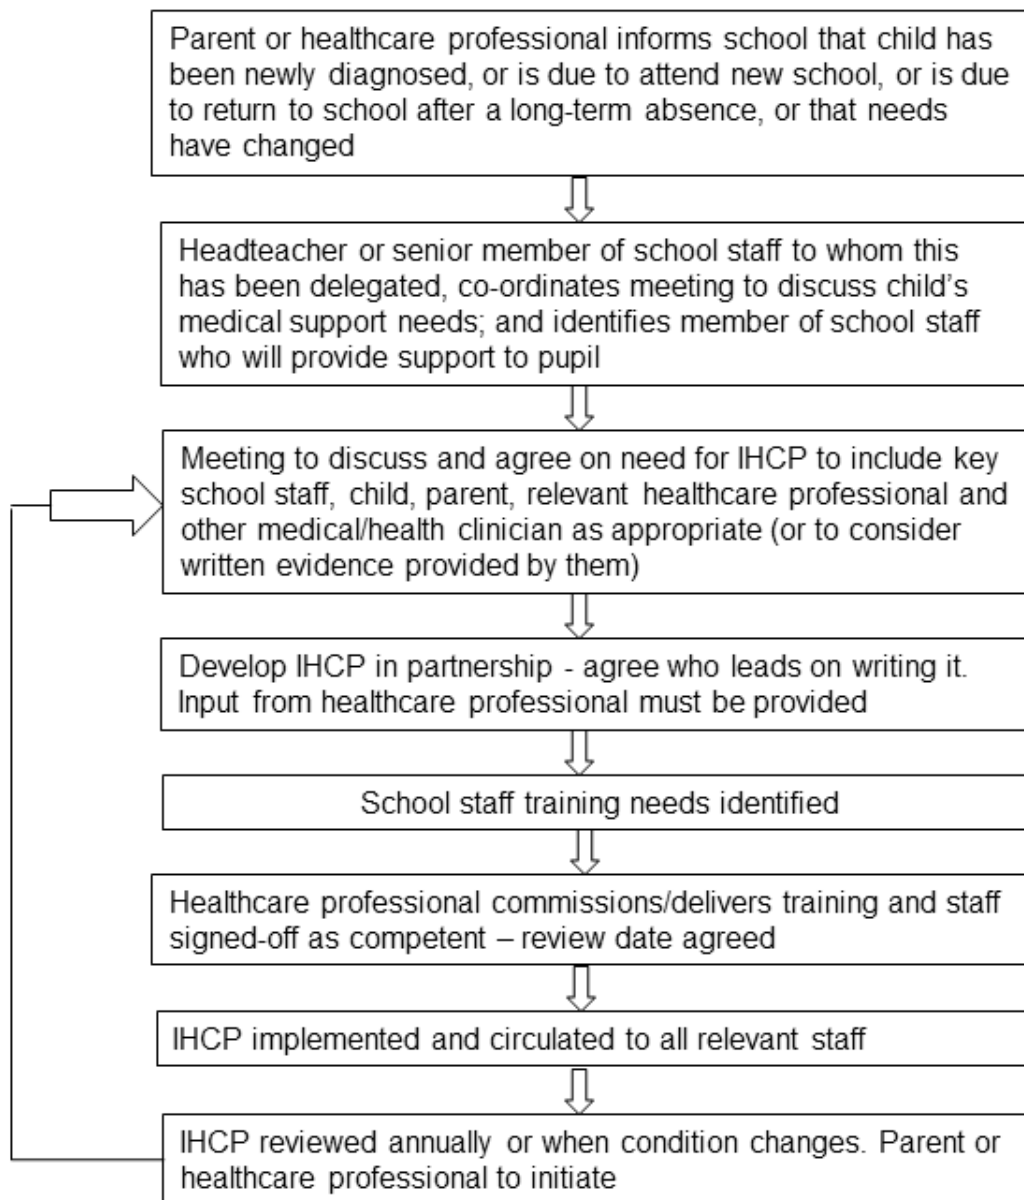 Parent or healthcare professional informs school that child has
been newly diagnosed, or is due to attend new school, or is due
to return to school after a long-term absence, or that needs
have changed
Headteacher or senior member of school staff to whom this
has been delegated, co-ordinates meeting to discuss child’s
medical support needs; and identifies member of school staff
who will provide support to pupil
Meeting to discuss and agree on need for IHCP to include key
school staff, child, parent, relevant healthcare professional and
other medical/health clinician as appropriate (or to consider
written evidence provided by them)
Develop IHCP in partnership - agree who leads on writing it.
Input from healthcare professional must be provided
School staff training needs identified
Healthcare professional commissions/delivers training and staff
signed-off as competent – review date agreed
IHCP implemented and circulated to all relevant staff
IHCP reviewed annually or when condition changes. Parent or
healthcare professional to initiate